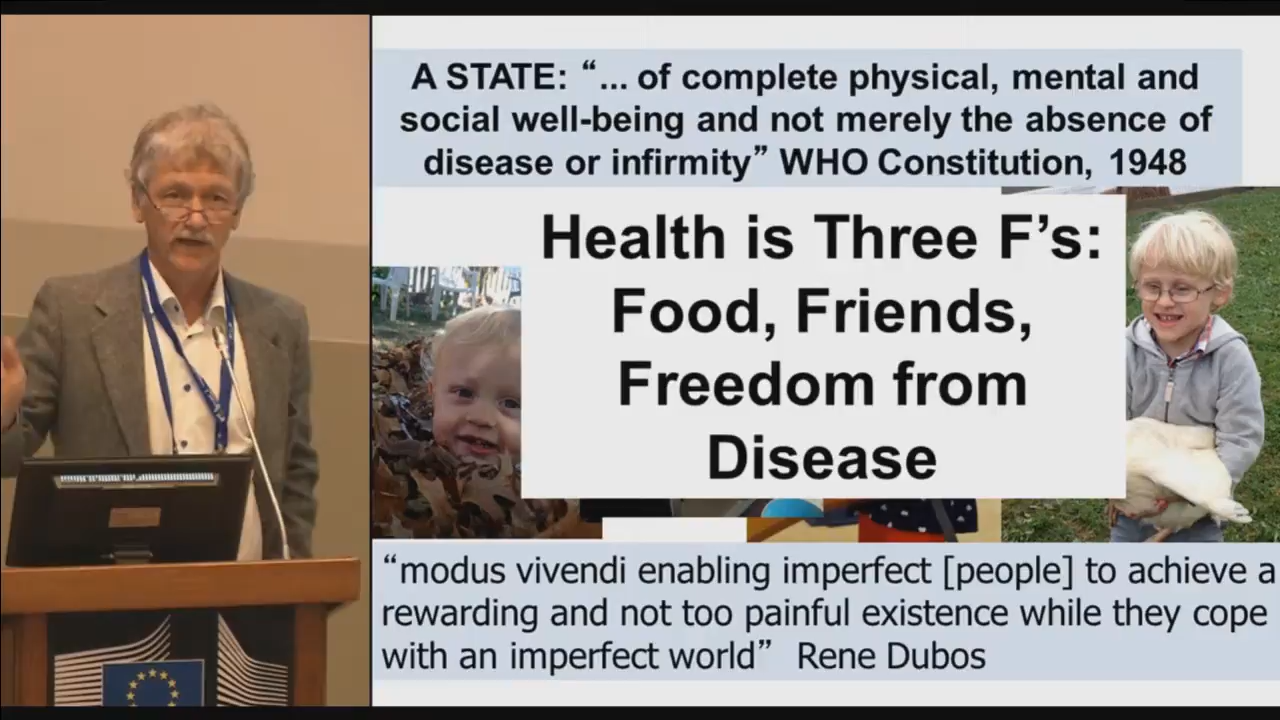 A STATE: “... of complete physical, mental and
social well-being and not merely the absence of
disease or infirmity” WHO Constitution, 1948
Health is Three F’s:
Food, Friends,
Freedom from
Disease
“modus vivendi enabling imperfect [people] to achieve a
rewarding and not too painful existence while they cope
with an imperfect world” Rene Dubos